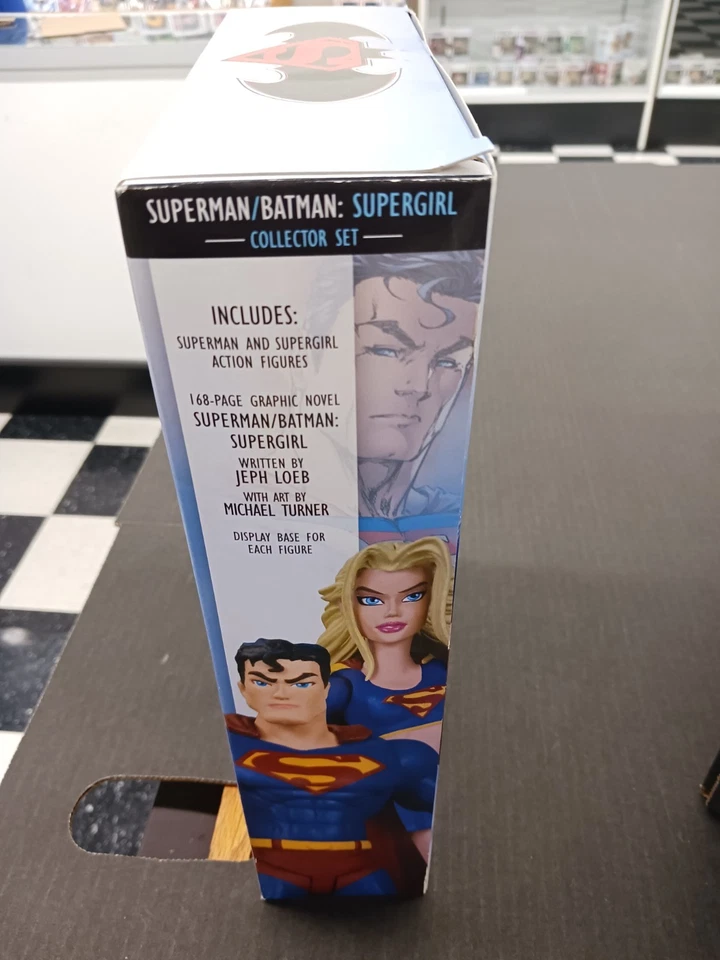 SUPERMAN/BATMAN: SUPERGIRL
COLLECTOR SET
INCLUDES:
SUPERMAN AND SUPERGIRL
ACTION FIGURES
168-PAGE GRAPHIC NOVEL
SUPERMAN/BATMAN:
SUPERGIRL
WRITTEN BY
JEPH LOEB
WITH ART BY
MICHAEL TURNER
DISPLAY BASE FOR
EACH FIGURE